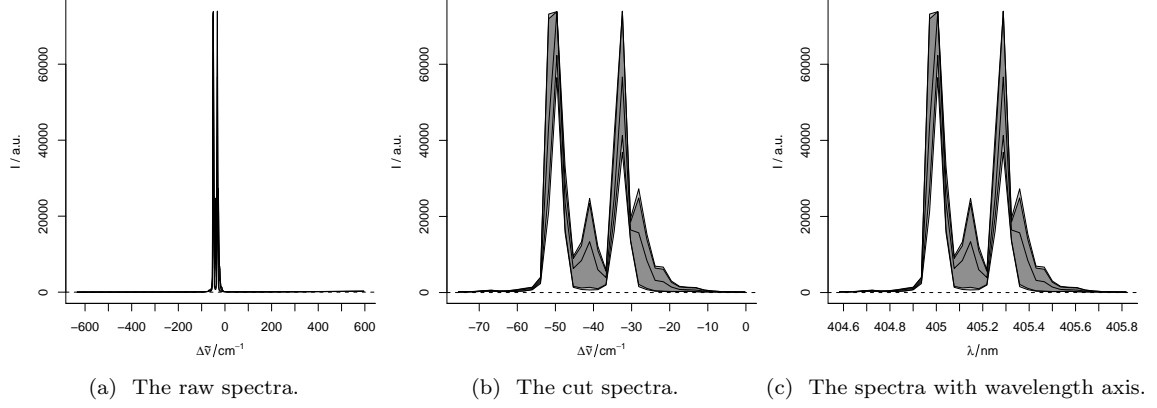 60000
40000
20000
0
I / a.u.
−600 −400 −200 0 200 400 600
Δν̃/cm⁻¹
(a) The raw spectra.
60000
40000
20000
0
I / a.u.
−70 −60 −50 −40 −30 −20 −10 0
Δν̃/cm⁻¹
(b) The cut spectra.
60000
40000
20000
0
I / a.u.
404.6 404.8 405 405.2 405.4 405.6 405.8
λ/nm
(c) The spectra with wavelength axis.